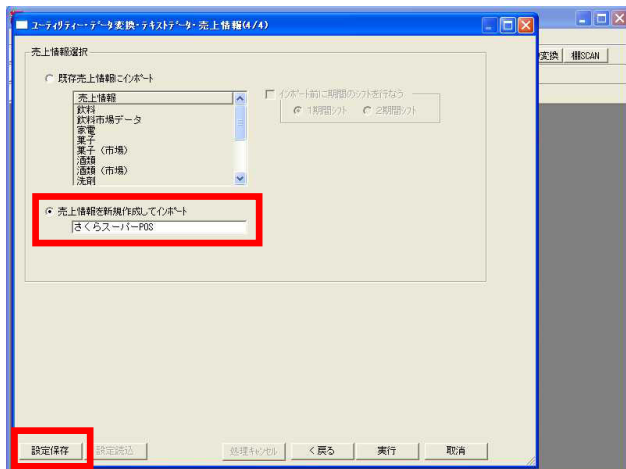 ユーティリティー・データ変換・テキストデータ・売上情報(4/4)
変換 棚SCAN
売上情報選択
既存売上情報にインポート
売上情報
飲料
飲料市場データ
家電
菓子
菓子（市場）
酒類
酒類（市場）
洗剤
インポート前に期間のシフトを行なう
1期間シフト 2期間シフト
売上情報を新規作成してインポート
さくらスーパーPOS
設定保存 設定読込 処理キャンセル <戻る 実行 取消